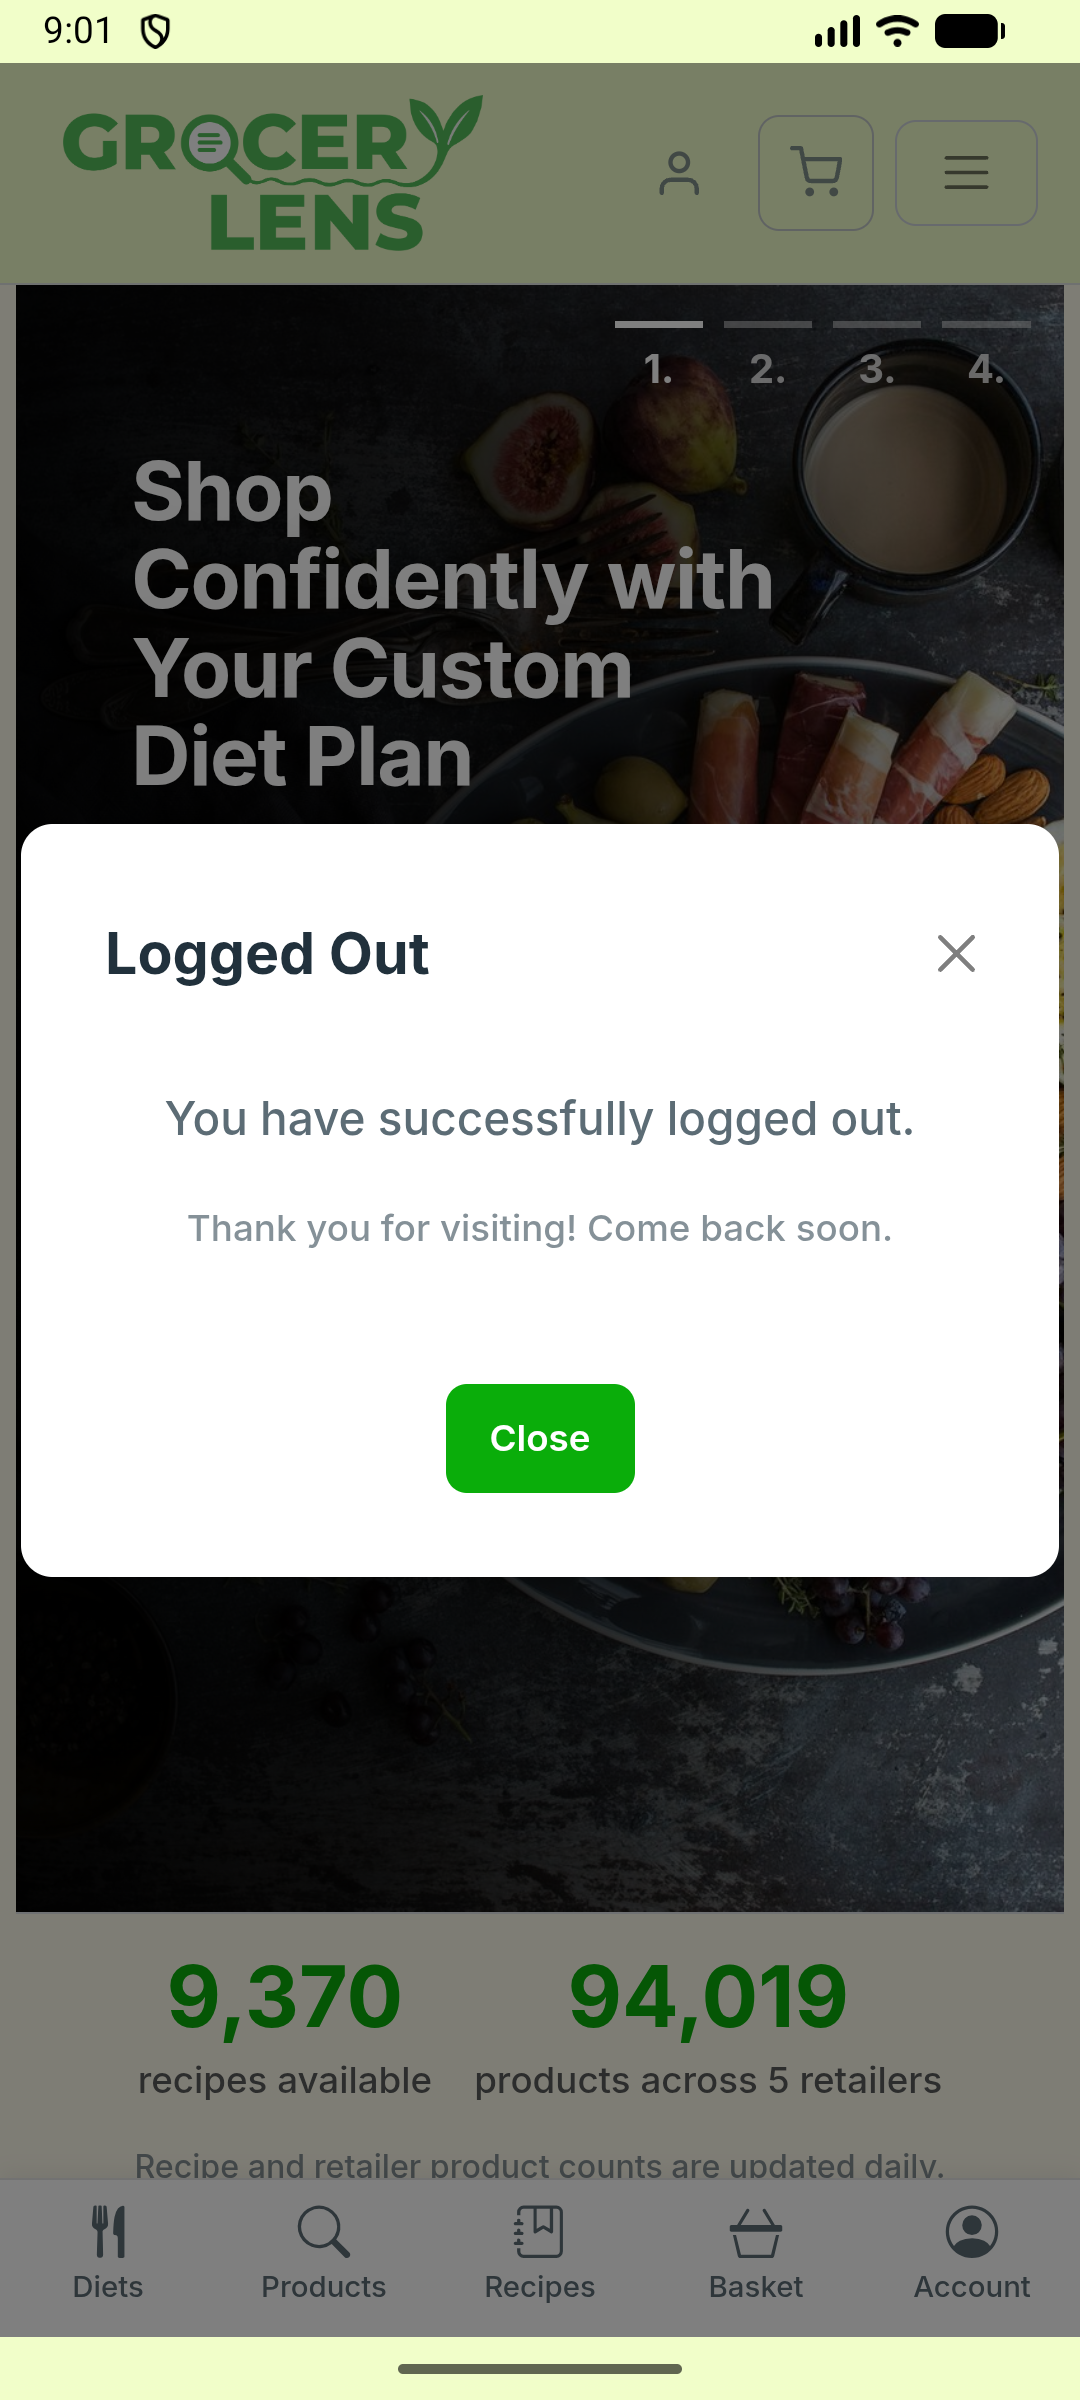 9:01
GROCERY
LENS
1. 2. 3. 4.
Shop
Confidently with
Your Custom
Diet Plan
Logged Out
You have successfully logged out.
Thank you for visiting! Come back soon.
Close
9,370 94,019
recipes available products across 5 retailers
Recipe and retailer product counts are updated daily.
Diets Products Recipes Basket Account